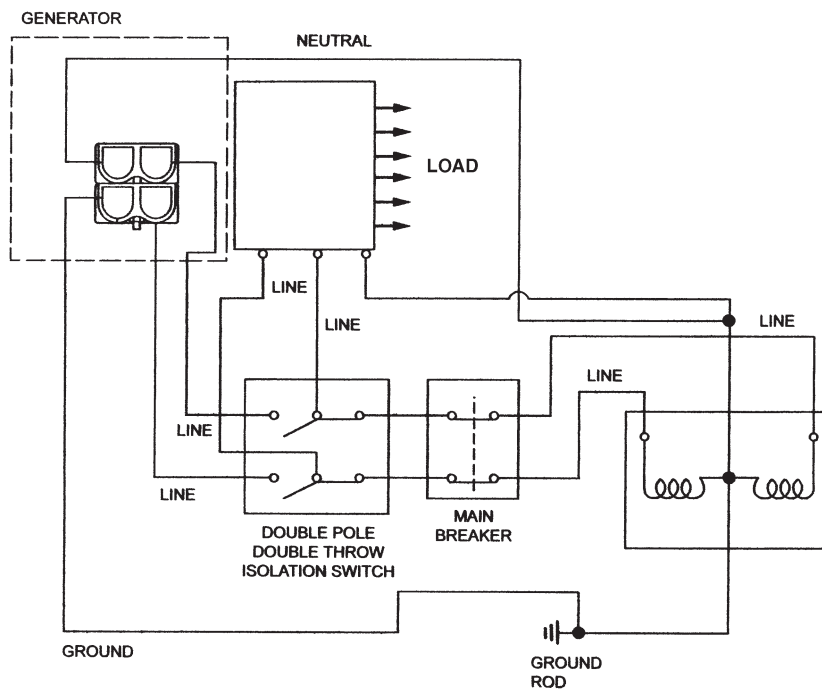 GENERATOR
NEUTRAL
LOAD
LINE
LINE
LINE
LINE
LINE
LINE
DOUBLE POLE
DOUBLE THROW
ISOLATION SWITCH
MAIN
BREAKER
GROUND
GROUND
ROD